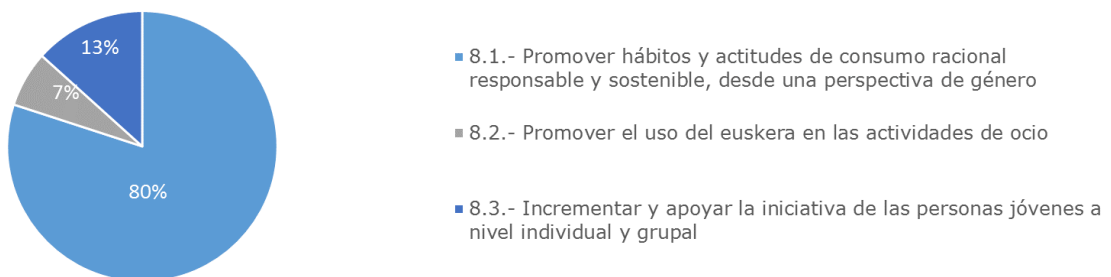 13%
7%
80%
8.1.- Promover hábitos y actitudes de consumo racional
responsable y sostenible, desde una perspectiva de género
8.2.- Promover el uso del euskera en las actividades de ocio
8.3.- Incrementar y apoyar la iniciativa de las personas jóvenes a
nivel individual y grupal